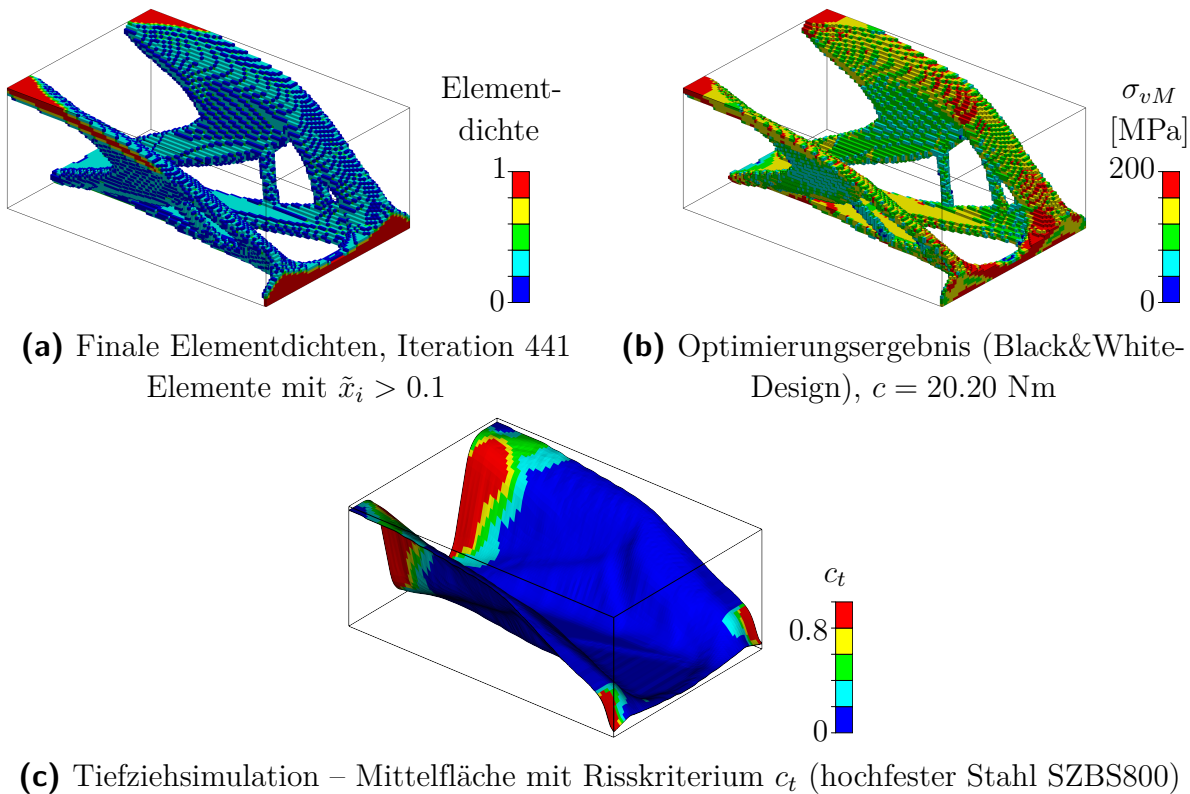 Element-
dichte
1
0
σ_vM
[MPa]
200
0
(a) Finale Elementdichten, Iteration 441
Elemente mit x̃_i > 0.1
(b) Optimierungsergebnis (Black&White-
Design), c = 20.20 Nm
c_t
0.8
0
(c) Tiefziehsimulation – Mittelfläche mit Risskriterium c_t (hochfester Stahl SZBS800)